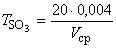 T_SO₃ = 20 · 0,004 / V_ср